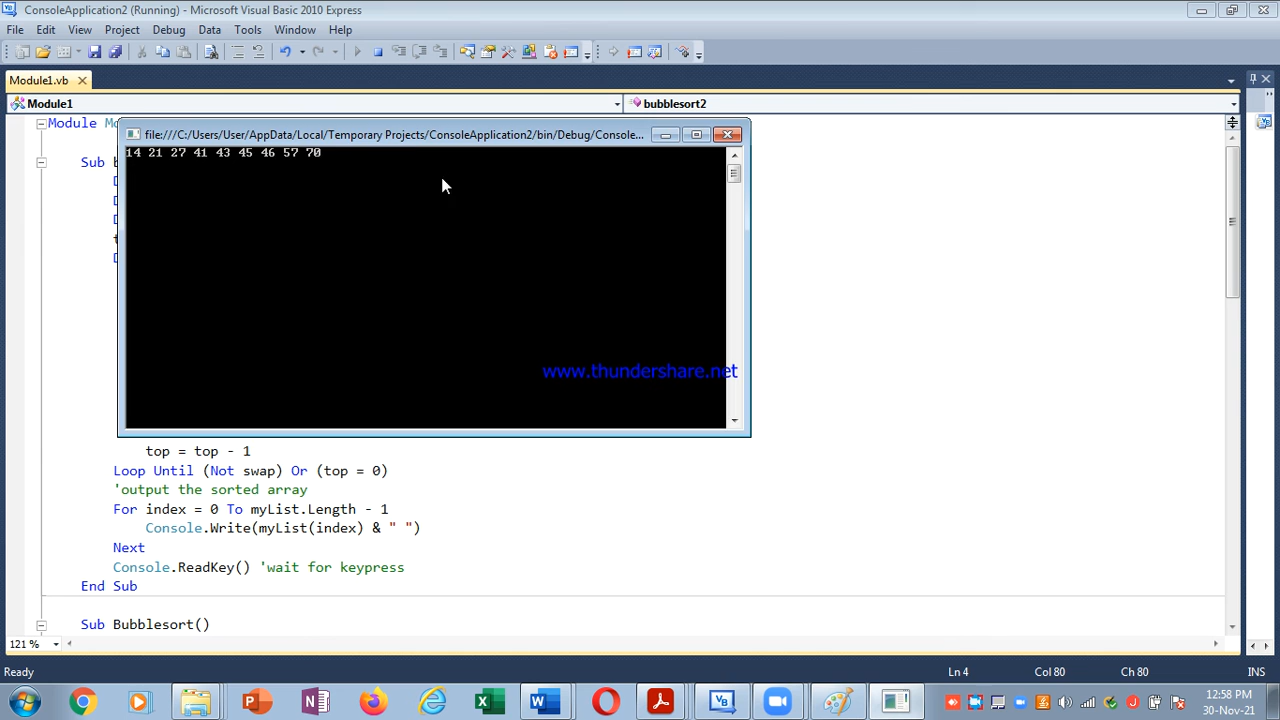 ConsoleApplication2 (Running) - Microsoft Visual Basic 2010 Express
File Edit View Project Debug Data Tools Window Help
Module1.vb
Module1
bubblesort2
Module
file:///C:/Users/User/AppData/Local/Temporary Projects/ConsoleApplication2/bin/Debug/Console...
14 21 27 41 43 45 46 57 70
Sub
www.thundershare.net
top = top - 1
Loop Until (Not swap) Or (top = 0)
'output the sorted array
For index = 0 To myList.Length - 1
Console.Write(myList(index) & " ")
Next
Console.ReadKey() 'wait for keypress
End Sub
Sub Bubblesort()
121 %
Ready
Ln 4
Col 80
Ch 80
INS
12:58 PM
30-Nov-21